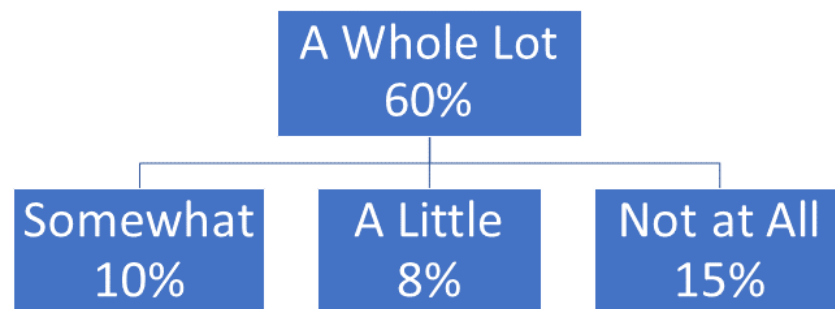 A Whole Lot
60%
Somewhat
10%
A Little
8%
Not at All
15%